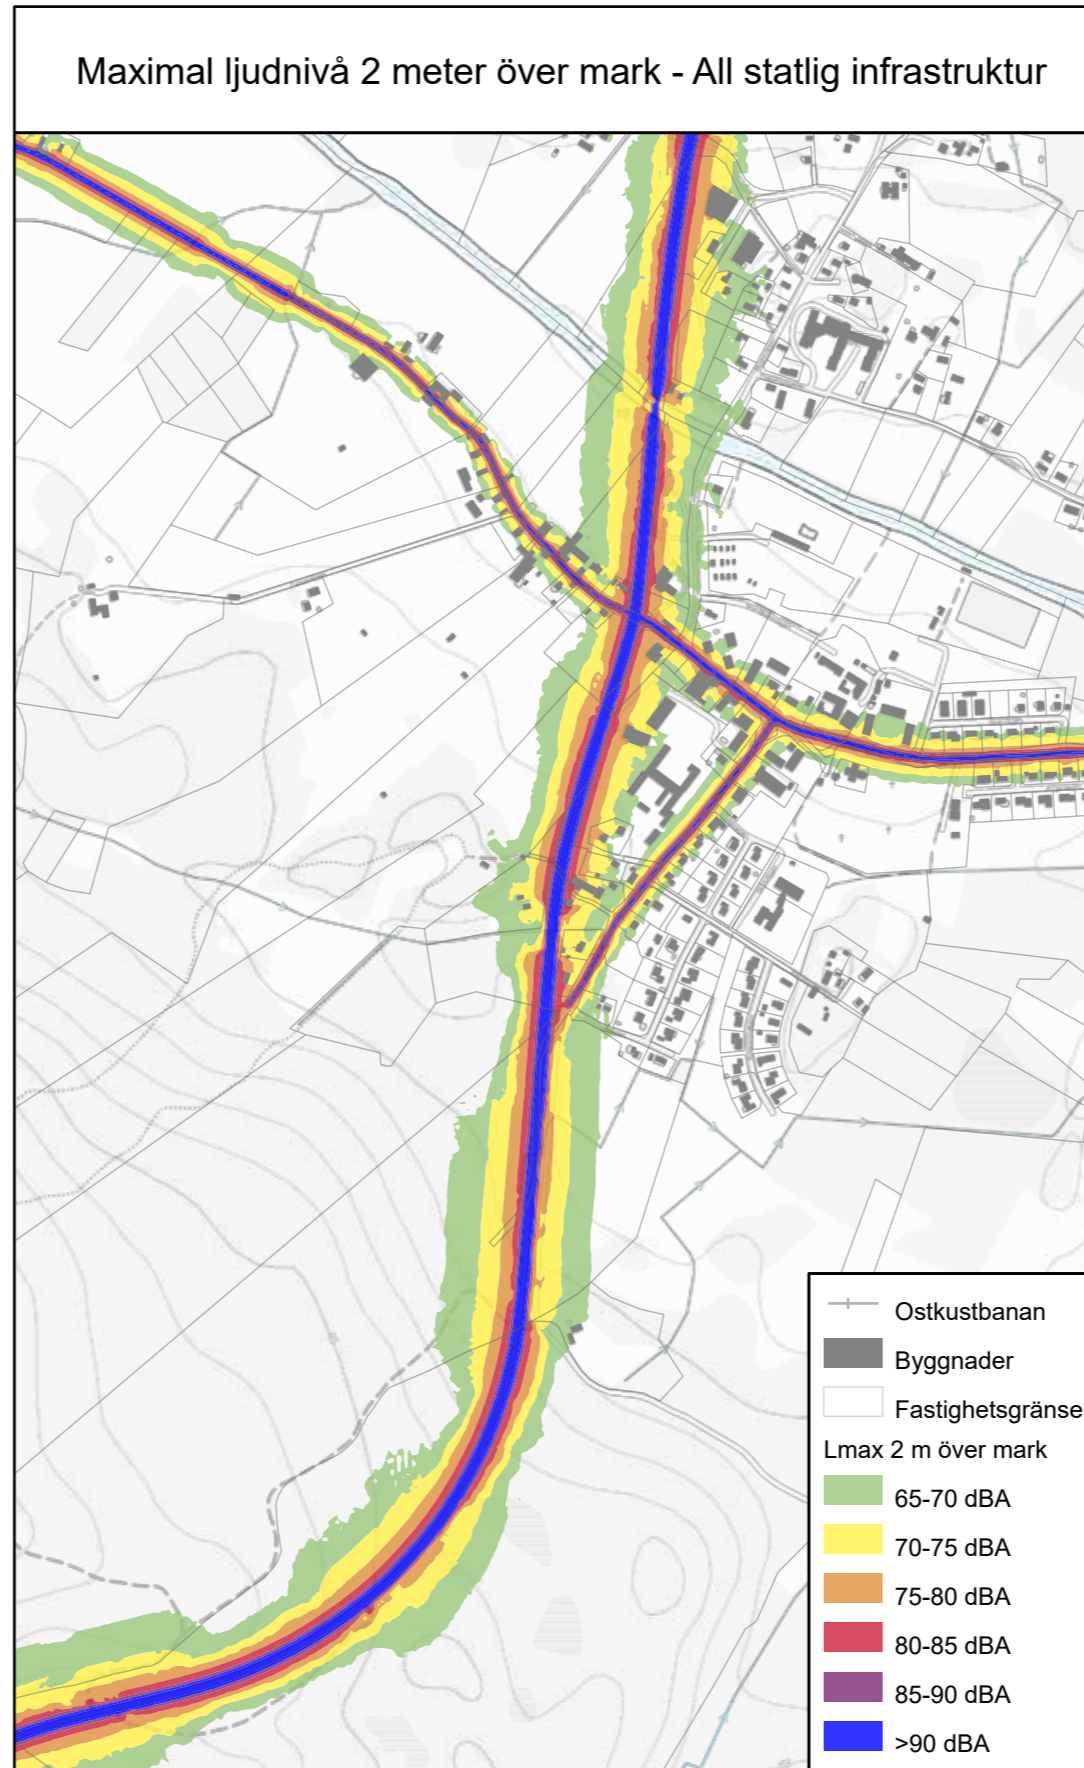 Maximal ljudnivå 2 meter över mark - All statlig infrastruktur
Ostkustbanan
Byggnader
Fastighetsgränse
Lmax 2 m över mark
65-70 dBA
70-75 dBA
75-80 dBA
80-85 dBA
85-90 dBA
>90 dBA